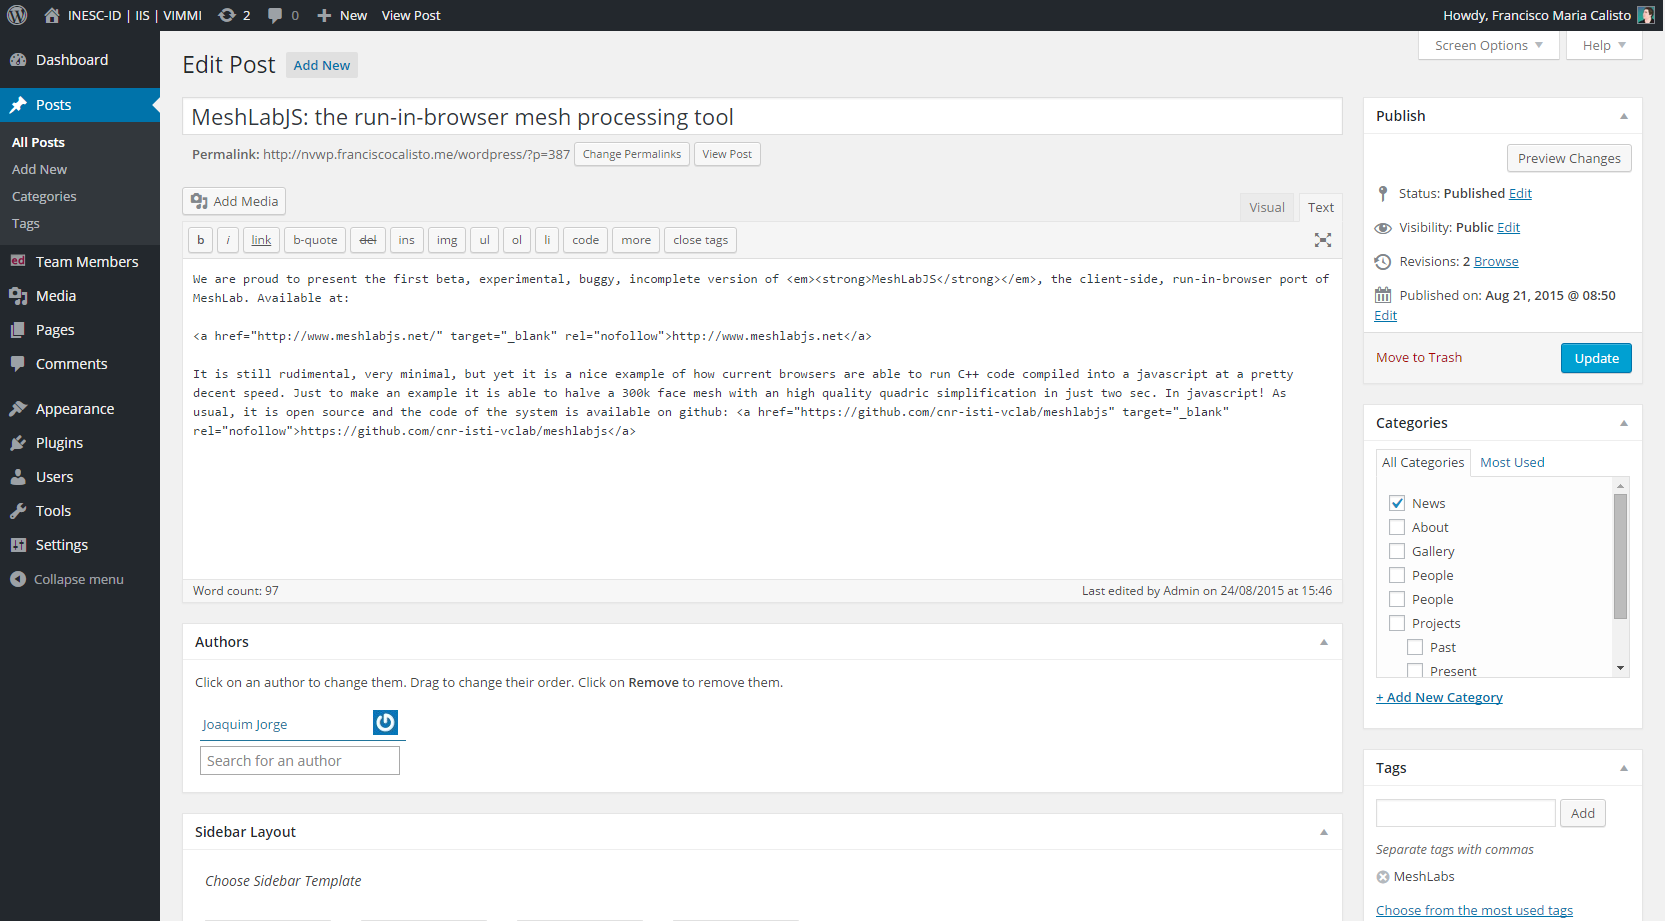 INESC-ID | IIS | VIMMI 2 0 New View Post Howdy, Francisco Maria Calisto
Screen Options Help
Dashboard
Posts
All Posts
Add New
Categories
Tags
ed Team Members
Media
Pages
Comments
Appearance
Plugins
Users
Tools
Settings
Collapse menu
Edit Post Add New
MeshLabJS: the run-in-browser mesh processing tool
Permalink: http://nvwp.franciscocalisto.me/wordpress/?p=387 Change Permalinks View Post
Add Media
Visual Text
b i link b-quote del ins img ul ol li code more close tags
We are proud to present the first beta, experimental, buggy, incomplete version of <em><strong>MeshLabJS</strong></em>, the client-side, run-in-browser port of
MeshLab. Available at:
<a href="http://www.meshlabjs.net/" target="_blank" rel="nofollow">http://www.meshlabjs.net</a>
It is still rudimental, very minimal, but yet it is a nice example of how current browsers are able to run C++ code compiled into a javascript at a pretty
decent speed. Just to make an example it is able to halve a 300k face mesh with an high quality quadric simplification in just two sec. In javascript! As
usual, it is open source and the code of the system is available on github: <a href="https://github.com/cnr-isti-vclab/meshlabjs" target="_blank"
rel="nofollow">https://github.com/cnr-isti-vclab/meshlabjs</a>
Word count: 97 Last edited by Admin on 24/08/2015 at 15:46
Authors
Click on an author to change them. Drag to change their order. Click on Remove to remove them.
Joaquim Jorge
Search for an author
Sidebar Layout
Choose Sidebar Template
Publish
Preview Changes
Status: Published Edit
Visibility: Public Edit
Revisions: 2 Browse
Published on: Aug 21, 2015 @ 08:50
Edit
Move to Trash Update
Categories
All Categories Most Used
News
About
Gallery
People
People
Projects
Past
Present
+ Add New Category
Tags
Add
Separate tags with commas
MeshLabs
Choose from the most used tags